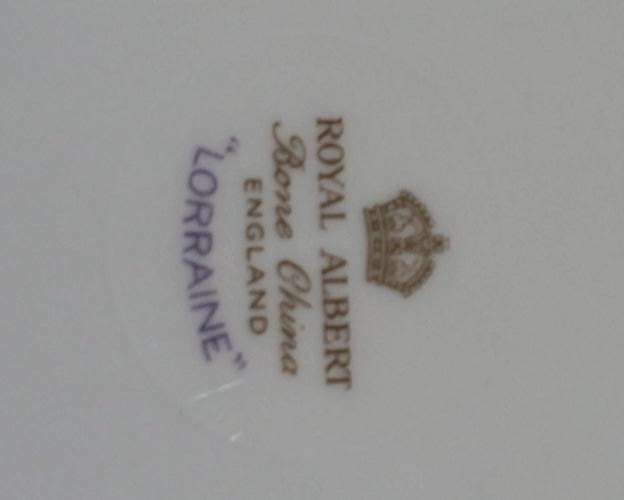 ROYAL ALBERT
Bone China
ENGLAND
"LORRAINE"